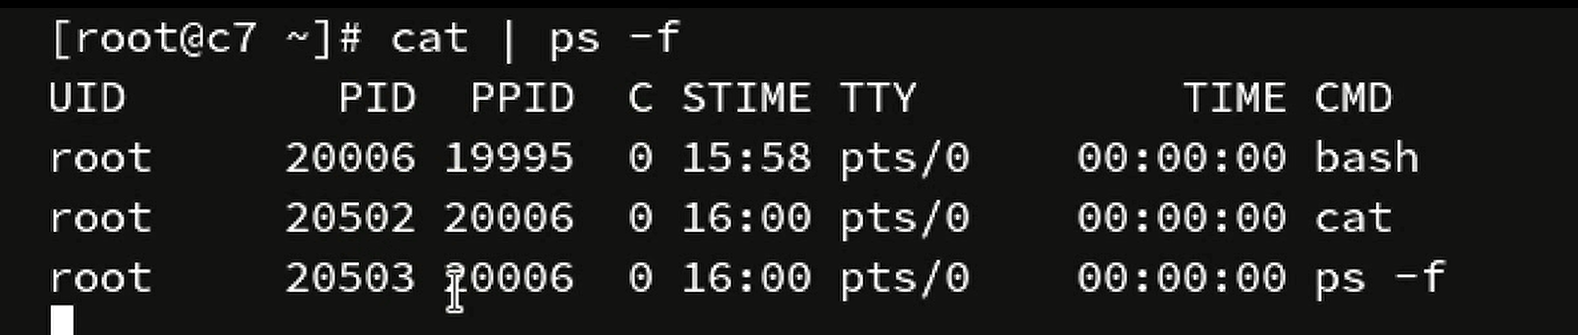 [root@c7 ~]# cat | ps -f
UID        PID  PPID  C STIME TTY          TIME CMD
root     20006 19995  0 15:58 pts/0    00:00:00 bash
root     20502 20006  0 16:00 pts/0    00:00:00 cat
root     20503 20006  0 16:00 pts/0    00:00:00 ps -f